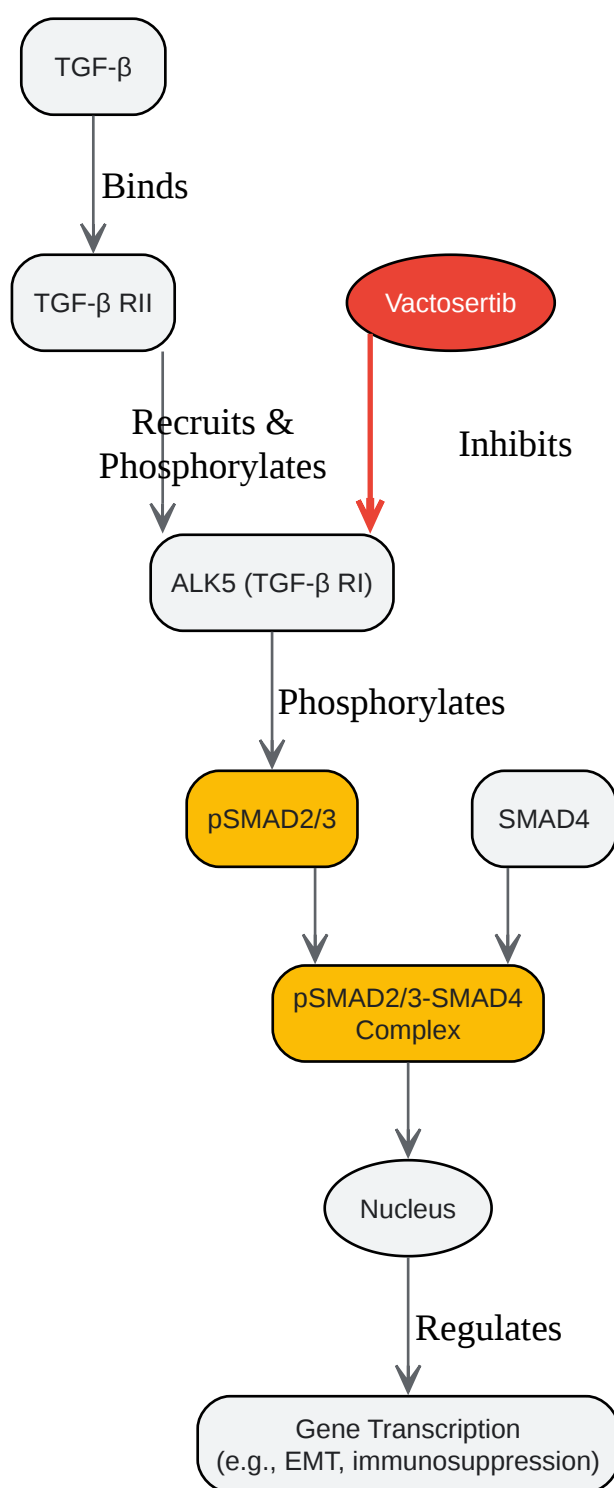 TGF-β
Binds
TGF-β RII
Vactosertib
Recruits &
Phosphorylates
Inhibits
ALK5 (TGF-β RI)
Phosphorylates
pSMAD2/3
SMAD4
pSMAD2/3-SMAD4
Complex
Nucleus
Regulates
Gene Transcription
(e.g., EMT, immunosuppression)